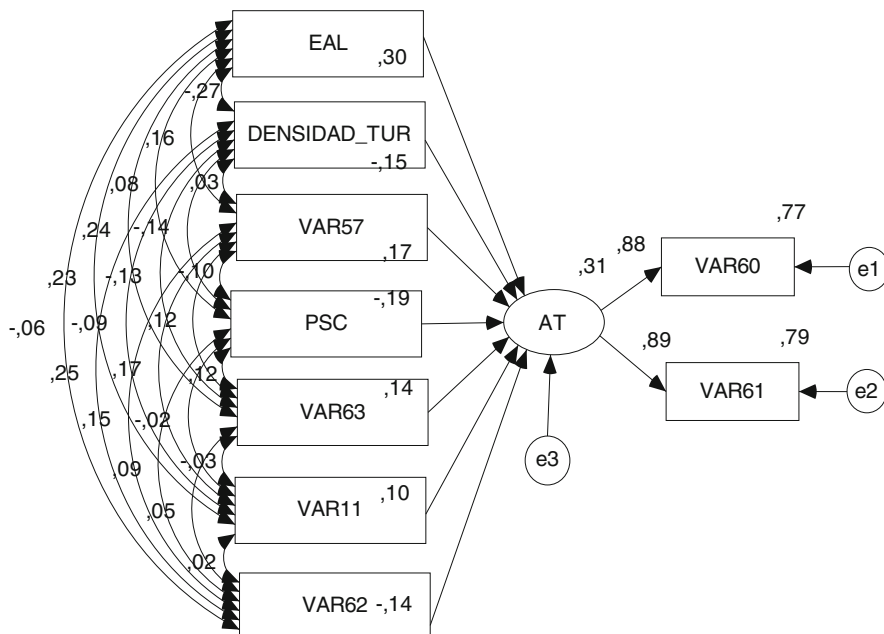 EAL
,30
-,27
DENSIDAD_TUR
-,15
,16
,03
,08
VAR57
,17
-,14
,24
-,10
,23
-,13
PSC
-,19
-,06
-,09
,12
,31
AT
,88
,77
VAR60
e1
,89
,79
VAR61
e2
e3
,25
,17
,12
VAR63
,14
,15
-,02
-,03
,09
VAR11
,10
,05
,02
VAR62
-,14